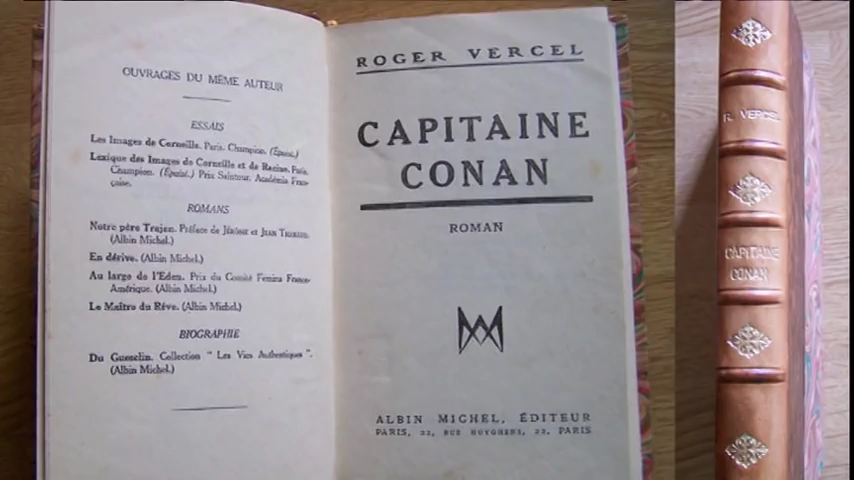 OUVRAGES DU MÊME AUTEUR
ESSAIS
Les Images de Corneille. Paris. Champion. (Épuisé.)
Lexique des Images de Corneille et de Racine. Paris.
Champion. (Épuisé.) Prix Saintour. Académie Fran-
çaise.
ROMANS
Notre père Trajan. Préface de Jérôme et Jean
(Albin Michel.)
En dérive. (Albin Michel.)
Au large de l'Eden. Prix du Comité Femina France-
Amérique. (Albin Michel.)
Le Maître du Rêve. (Albin Michel.)
BIOGRAPHIE
Du Guesclin. Collection " Les Vies Authentiques ".
(Albin Michel.)
ROGER VERCEL
CAPITAINE
CONAN
ROMAN
ALBIN MICHEL, ÉDITEUR
PARIS, 22, RUE HUYGHENS, 22, PARIS
R. VERCEL
CAPITAINE
CONAN